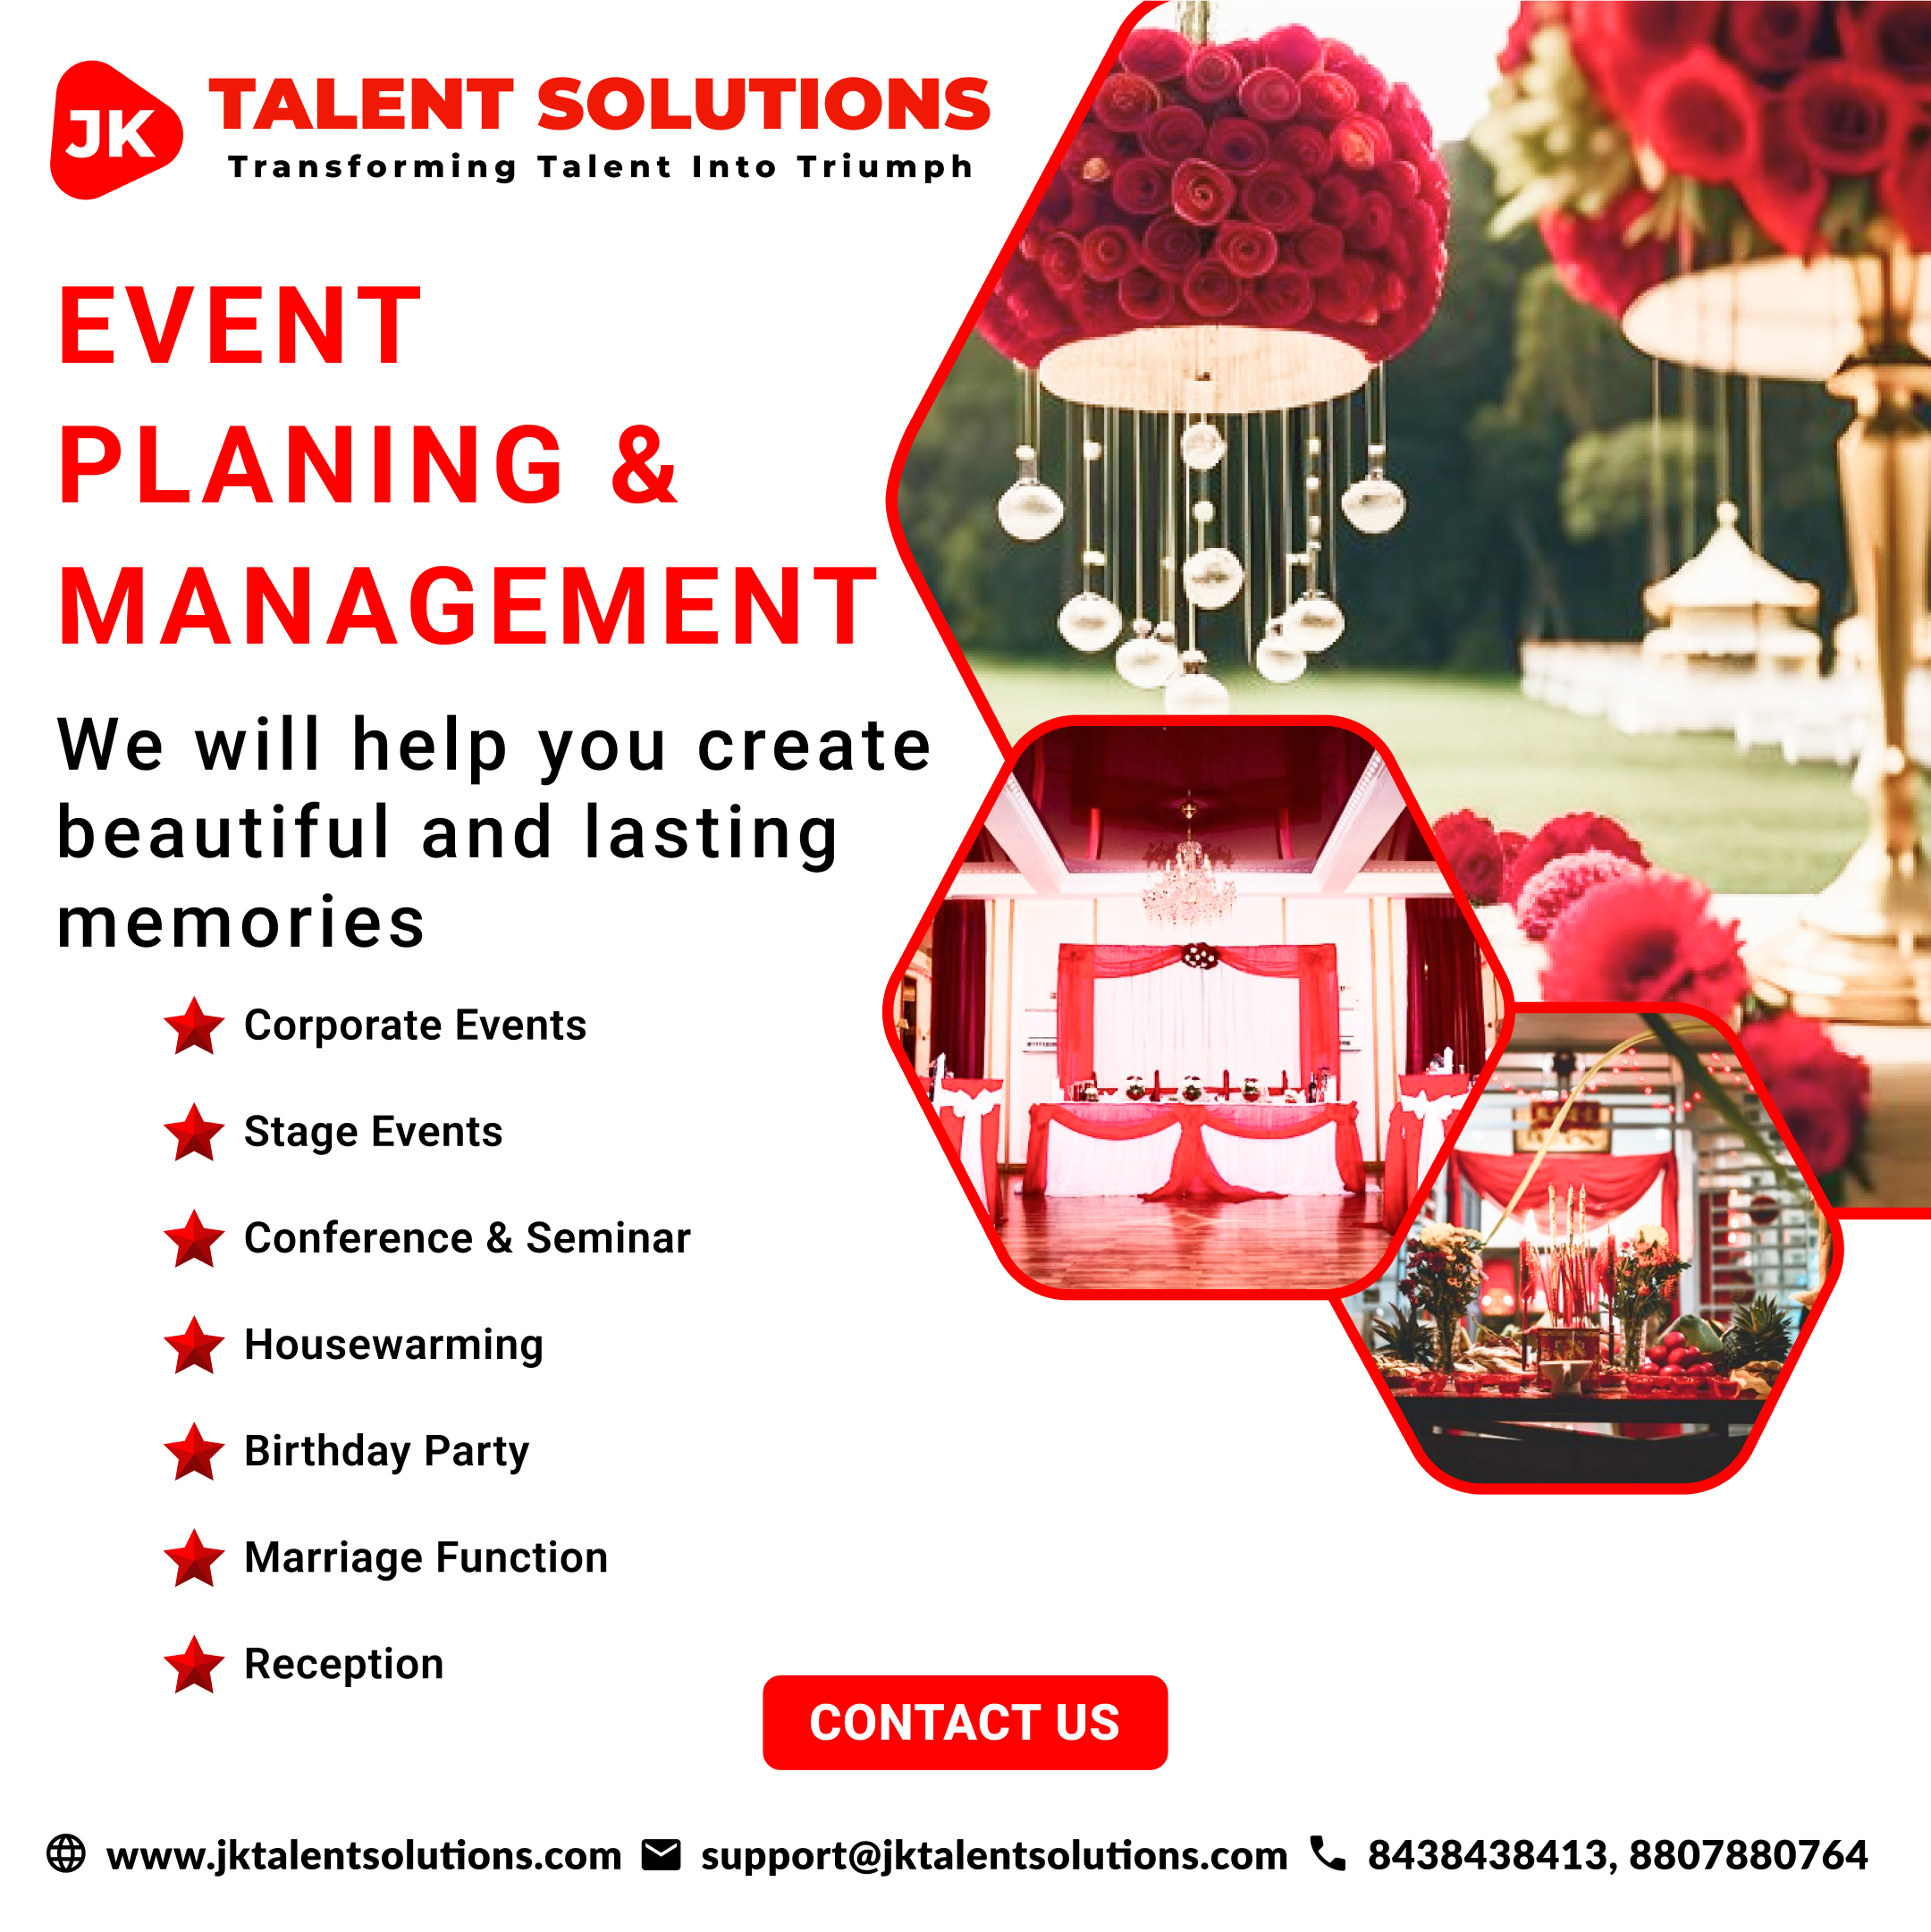 JK
TALENT SOLUTIONS
Transforming Talent Into Triumph
EVENT
PLANING &
MANAGEMENT
We will help you create
beautiful and lasting
memories
Corporate Events
Stage Events
Conference & Seminar
Housewarming
Birthday Party
Marriage Function
Reception
CONTACT US
www.jktalentsolutions.com support@jktalentsolutions.com 8438438413, 8807880764